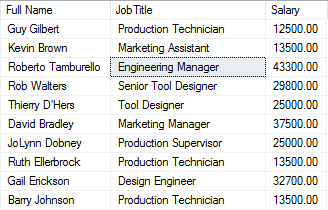 Full Name JobTitle Salary
Guy Gilbert Production Technician 12500.00
Kevin Brown Marketing Assistant 13500.00
Roberto Tamburello Engineering Manager 43300.00
Rob Walters Senior Tool Designer 29800.00
Thierry D'Hers Tool Designer 25000.00
David Bradley Marketing Manager 37500.00
JoLynn Dobney Production Supervisor 25000.00
Ruth Ellerbrock Production Technician 13500.00
Gail Erickson Design Engineer 32700.00
Barry Johnson Production Technician 13500.00